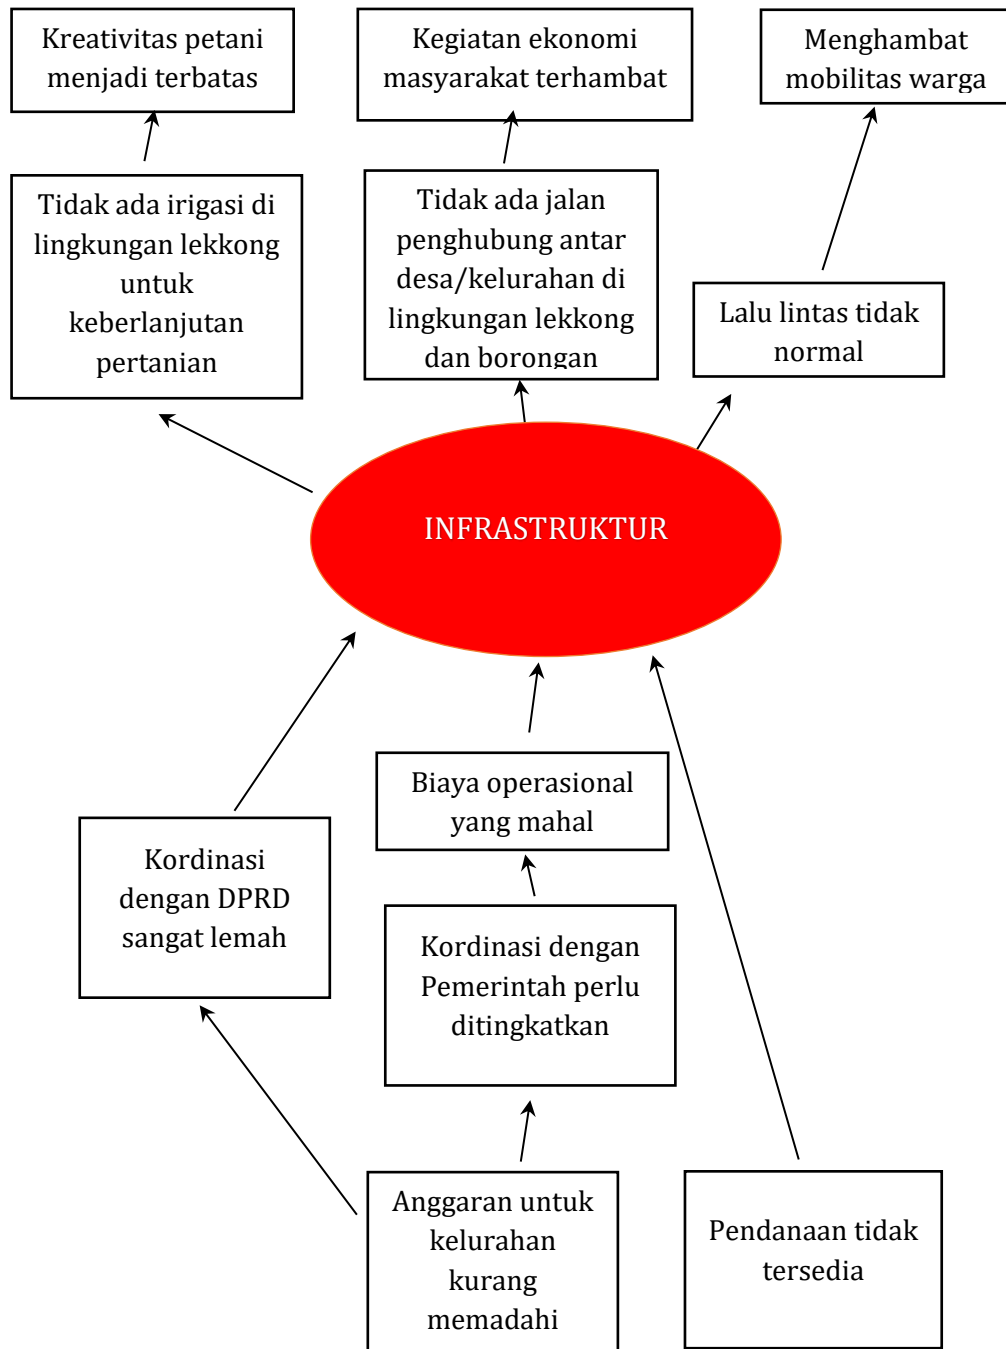 Kreativitas petani
menjadi terbatas
Kegiatan ekonomi
masyarakat terhambat
Menghambat
mobilitas warga
Tidak ada irigasi di
lingkungan lekkong
untuk
keberlanjutan
pertanian
Tidak ada jalan
penghubung antar
desa/kelurahan di
lingkungan lekkong
dan borongan
Lalu lintas tidak
normal
INFRASTRUKTUR
Biaya operasional
yang mahal
Kordinasi
dengan DPRD
sangat lemah
Kordinasi dengan
Pemerintah perlu
ditingkatkan
Anggaran untuk
kelurahan
kurang
memadahi
Pendanaan tidak
tersedia